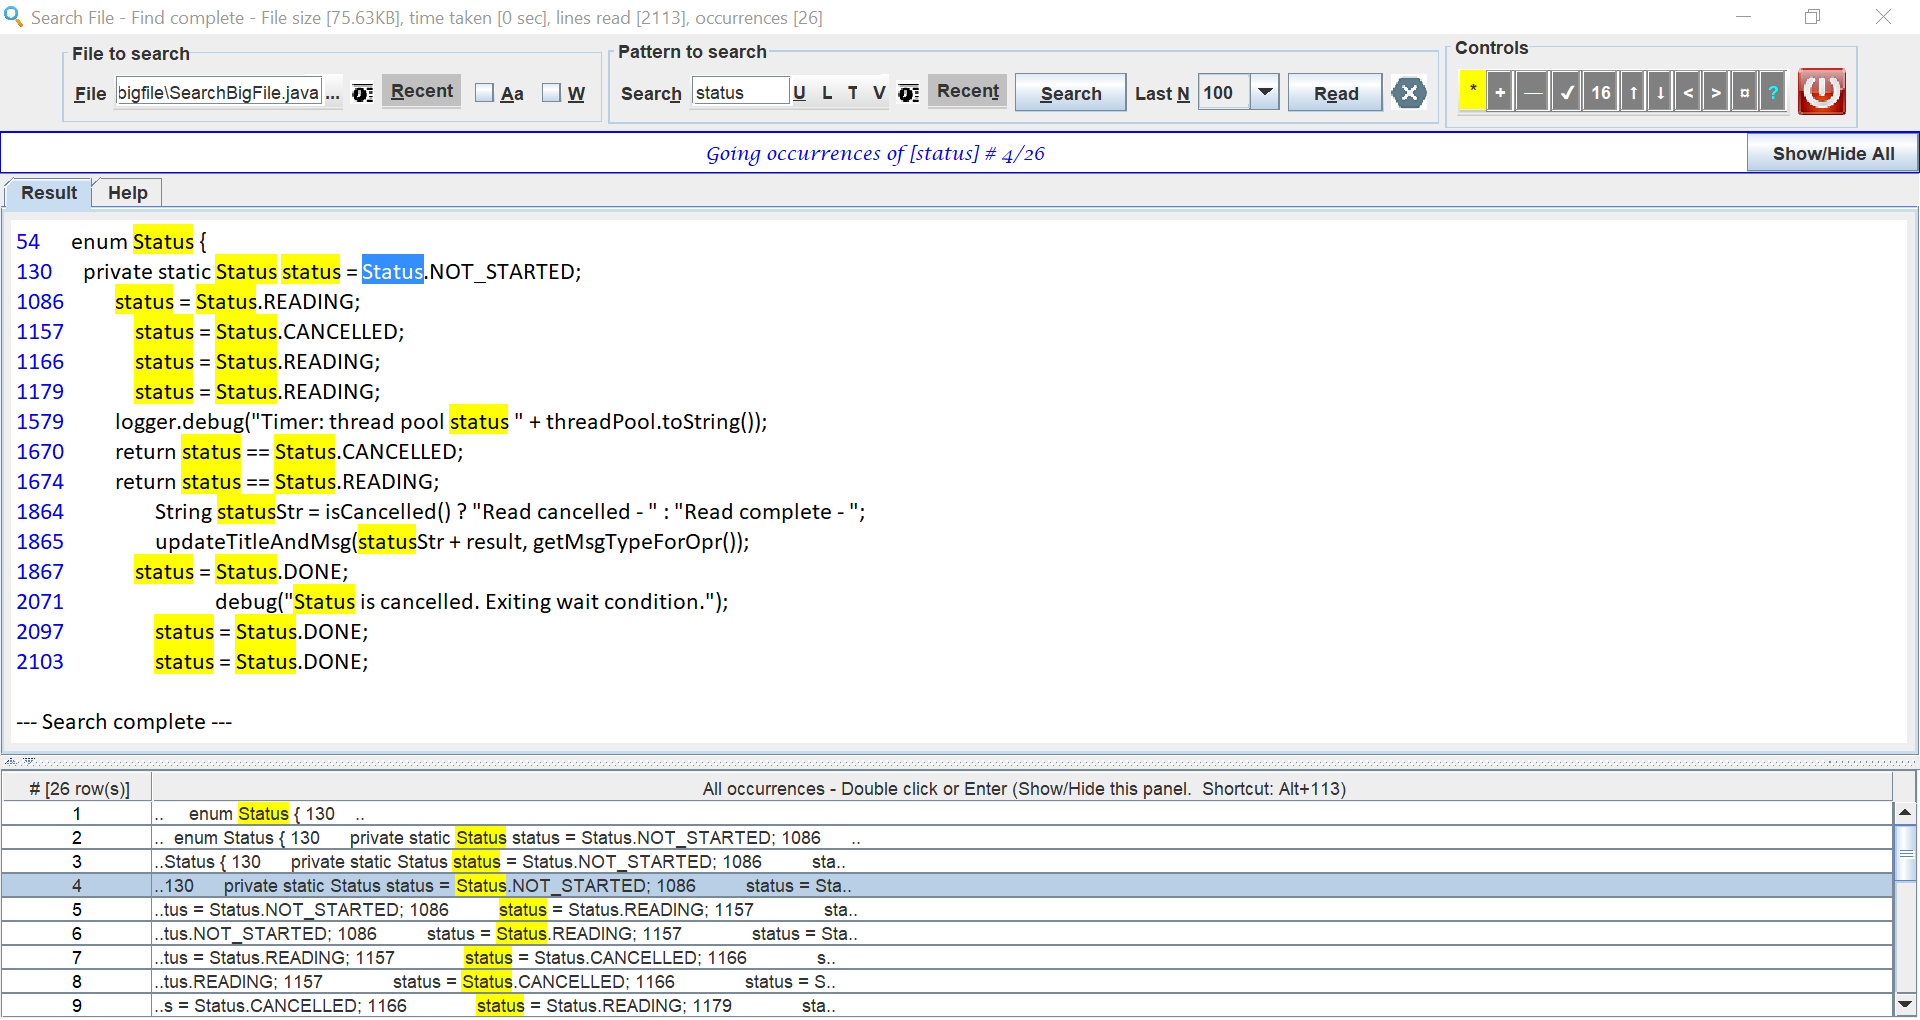 Search File - Find complete - File size [75.63KB], time taken [0 sec], lines read [2113], occurrences [26]
File to search
Pattern to search
Controls
File bigfile\SearchBigFile.java ... Recent Aa W
Search status U L T V Recent Search Last N 100 Read
* + — ✓ 16 ↑ ↓ < > ¤ ?
Going occurrences of [status] # 4/26
Show/Hide All
Result Help
54 enum Status {
130 private static Status status = Status.NOT_STARTED;
1086 status = Status.READING;
1157 status = Status.CANCELLED;
1166 status = Status.READING;
1179 status = Status.READING;
1579 logger.debug("Timer: thread pool status " + threadPool.toString());
1670 return status == Status.CANCELLED;
1674 return status == Status.READING;
1864 String statusStr = isCancelled() ? "Read cancelled - " : "Read complete - ";
1865 updateTitleAndMsg(statusStr + result, getMsgTypeForOpr());
1867 status = Status.DONE;
2071 debug("Status is cancelled. Exiting wait condition.");
2097 status = Status.DONE;
2103 status = Status.DONE;
--- Search complete ---
# [26 row(s)] All occurrences - Double click or Enter (Show/Hide this panel. Shortcut: Alt+113)
1 .. enum Status { 130 ..
2 .. enum Status { 130 private static Status status = Status.NOT_STARTED; 1086 ..
3 ..Status { 130 private static Status status = Status.NOT_STARTED; 1086 sta..
4 ..130 private static Status status = Status.NOT_STARTED; 1086 status = Sta..
5 ..tus = Status.NOT_STARTED; 1086 status = Status.READING; 1157 sta..
6 ..tus.NOT_STARTED; 1086 status = Status.READING; 1157 status = Sta..
7 ..tus = Status.READING; 1157 status = Status.CANCELLED; 1166 s..
8 ..tus.READING; 1157 status = Status.CANCELLED; 1166 status = S..
9 ..s = Status.CANCELLED; 1166 status = Status.READING; 1179 sta..